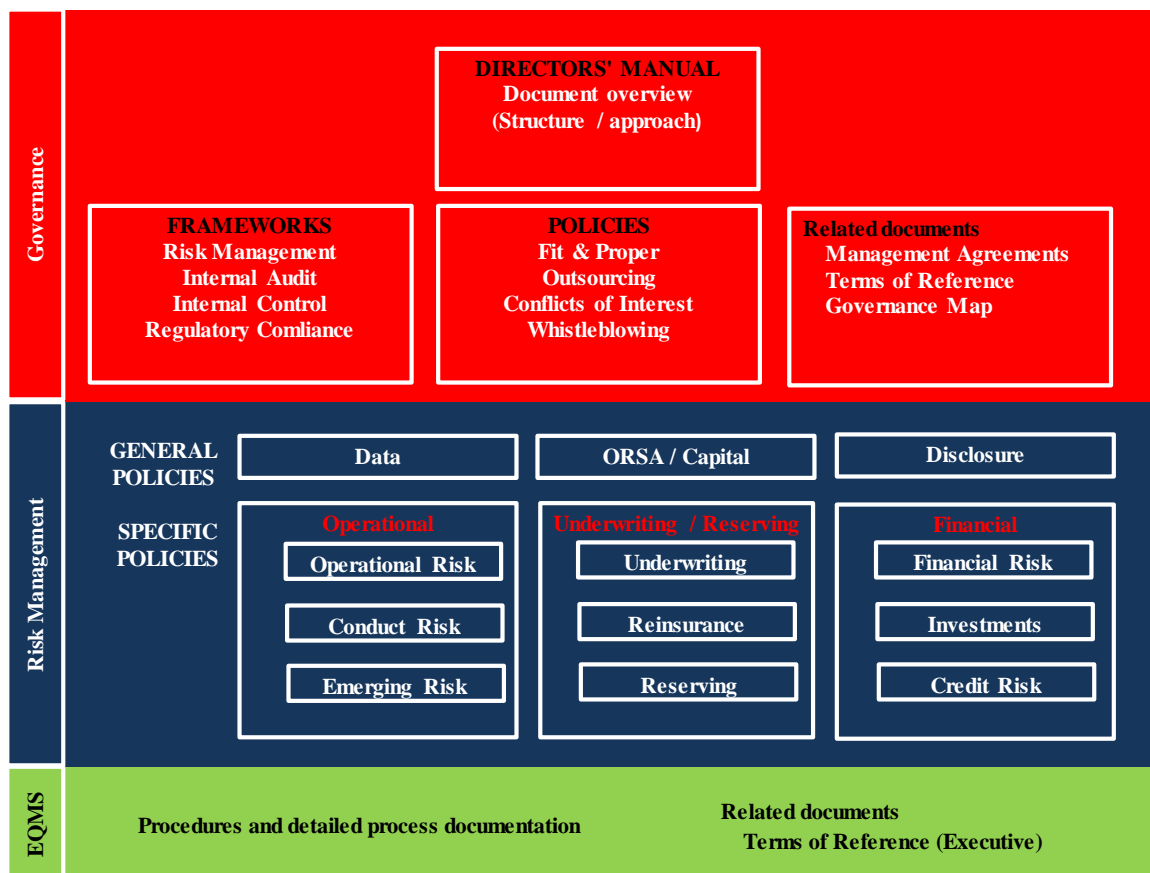 Governance
DIRECTORS' MANUAL
Document overview
(Structure / approach)
FRAMEWORKS
Risk Management
Internal Audit
Internal Control
Regulatory Comliance
POLICIES
Fit & Proper
Outsourcing
Conflicts of Interest
Whistleblowing
Related documents
Management Agreements
Terms of Reference
Governance Map
Risk Management
GENERAL
POLICIES
Data
ORSA / Capital
Disclosure
SPECIFIC
POLICIES
Operational
Operational Risk
Conduct Risk
Emerging Risk
Underwriting / Reserving
Underwriting
Reinsurance
Reserving
Financial
Financial Risk
Investments
Credit Risk
EQMS
Procedures and detailed process documentation
Related documents
Terms of Reference (Executive)